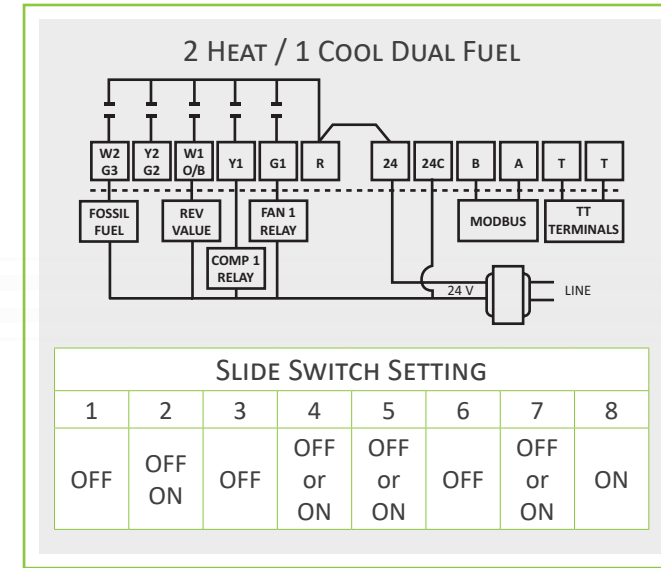 2 HEAT / 1 COOL DUAL FUEL
W2 Y2 W1 Y1 G1 R 24 24C B A T T
G3 G2 O/B
FOSSIL REV FAN 1 MODBUS TT
FUEL VALUE RELAY TERMINALS
COMP 1
RELAY
24 V LINE
SLIDE SWITCH SETTING
1 2 3 4 5 6 7 8
OFF OFF ON OFF OFF or ON OFF or ON OFF OFF or ON ON